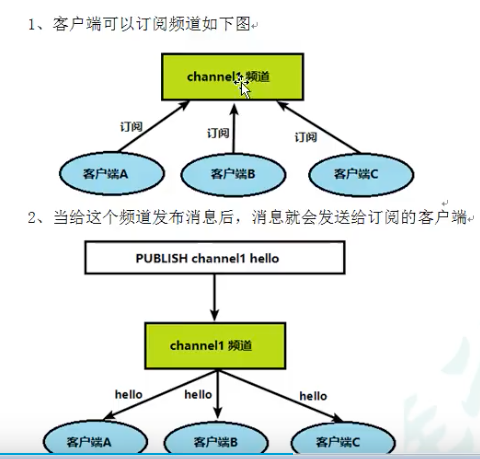 1、客户端可以订阅频道如下图
channel1 频道
订阅
订阅
订阅
客户端A
客户端B
客户端C
2、当给这个频道发布消息后，消息就会发送给订阅的客户端
PUBLISH channel1 hello
channel1 频道
hello
hello
hello
客户端A
客户端B
客户端C